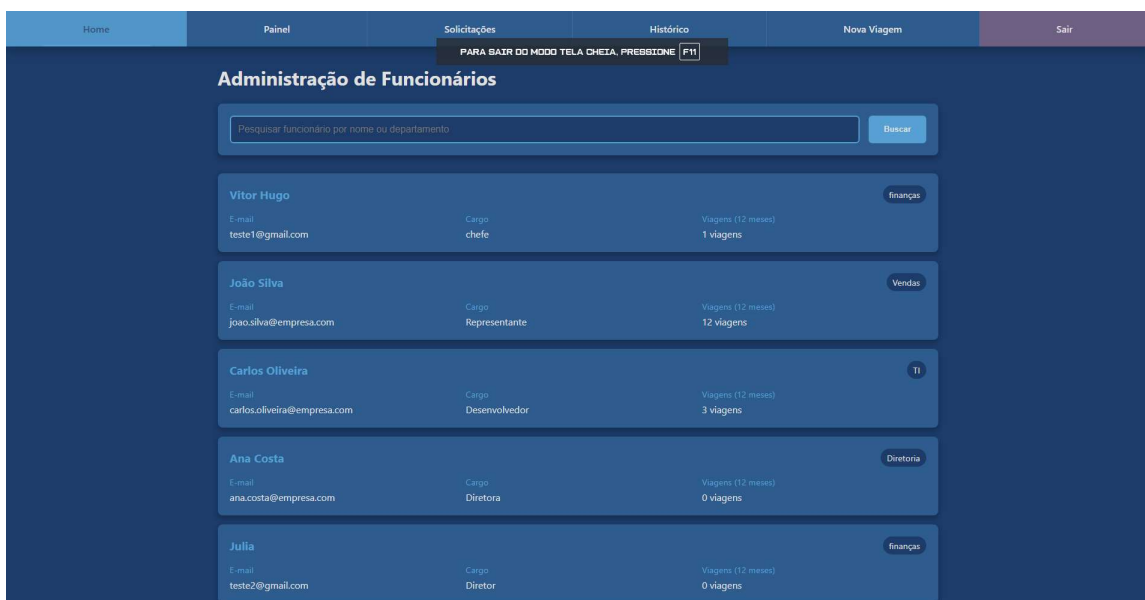 Home Painel Solicitações Histórico Nova Viagem Sair
PARA SAIR DO MODO TELA CHEIA, PRESSIONE F11
Administração de Funcionários
Pesquisar funcionário por nome ou departamento Buscar
Vitor Hugo finanças
E-mail Cargo Viagens (12 meses)
teste1@gmail.com chefe 1 viagens
João Silva Vendas
E-mail Cargo Viagens (12 meses)
joao.silva@empresa.com Representante 12 viagens
Carlos Oliveira TI
E-mail Cargo Viagens (12 meses)
carlos.oliveira@empresa.com Desenvolvedor 3 viagens
Ana Costa Diretoria
E-mail Cargo Viagens (12 meses)
ana.costa@empresa.com Diretora 0 viagens
Julia finanças
E-mail Cargo Viagens (12 meses)
teste2@gmail.com Diretor 0 viagens